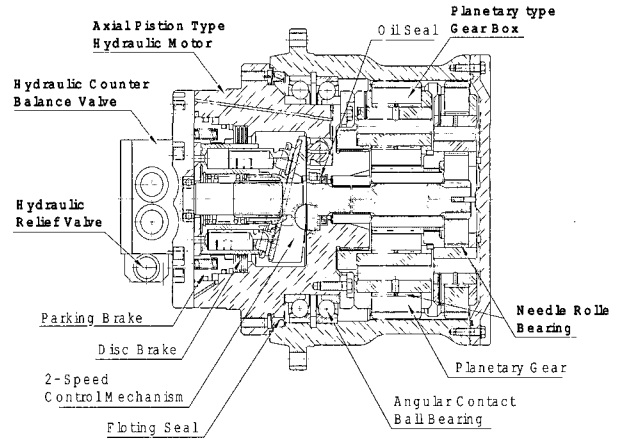 Axial Pistion Type
Hydraulic Motor
Oil Seal
Planetary type
Gear Box
Hydraulic Counter
Balance Valve
Hydraulic
Relief Valve
Parking Brake
Disc Brake
2-Speed
Control Mechanism
Floting Seal
Needle Rolle
Bearing
Planetary Gear
Angular Contact
Ball Bearing